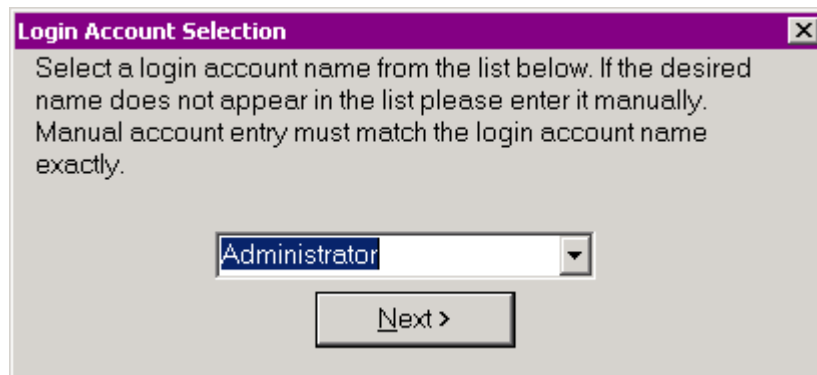 Login Account Selection
Select a login account name from the list below. If the desired
name does not appear in the list please enter it manually.
Manual account entry must match the login account name
exactly.
Administrator
Next >